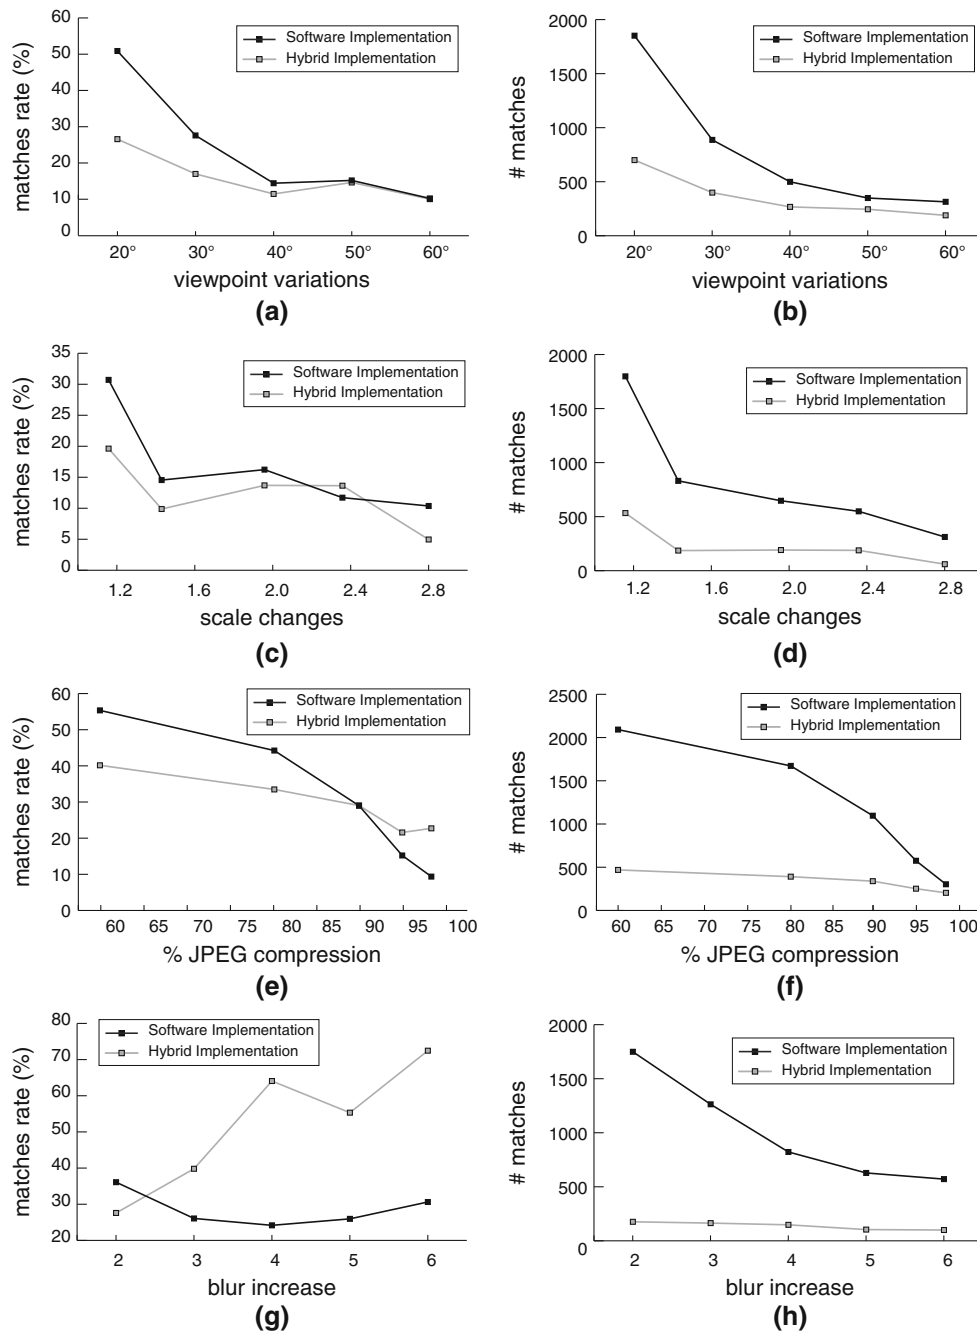 60
50
40
30
20
10
0
matches rate (%)
Software Implementation
Hybrid Implementation
20° 30° 40° 50° 60°
viewpoint variations
(a)
2000
1500
1000
500
0
# matches
Software Implementation
Hybrid Implementation
20° 30° 40° 50° 60°
viewpoint variations
(b)
35
30
25
20
15
10
5
0
matches rate (%)
Software Implementation
Hybrid Implementation
1.2 1.6 2.0 2.4 2.8
scale changes
(c)
2000
1500
1000
500
0
# matches
Software Implementation
Hybrid Implementation
1.2 1.6 2.0 2.4 2.8
scale changes
(d)
60
50
40
30
20
10
0
matches rate (%)
Software Implementation
Hybrid Implementation
60 65 70 75 80 85 90 95 100
% JPEG compression
(e)
2500
2000
1500
1000
500
0
# matches
Software Implementation
Hybrid Implementation
60 65 70 75 80 85 90 95 100
% JPEG compression
(f)
80
70
60
50
40
30
20
matches rate (%)
Software Implementation
Hybrid Implementation
2 3 4 5 6
blur increase
(g)
2000
1500
1000
500
0
# matches
Software Implementation
Hybrid Implementation
2 3 4 5 6
blur increase
(h)